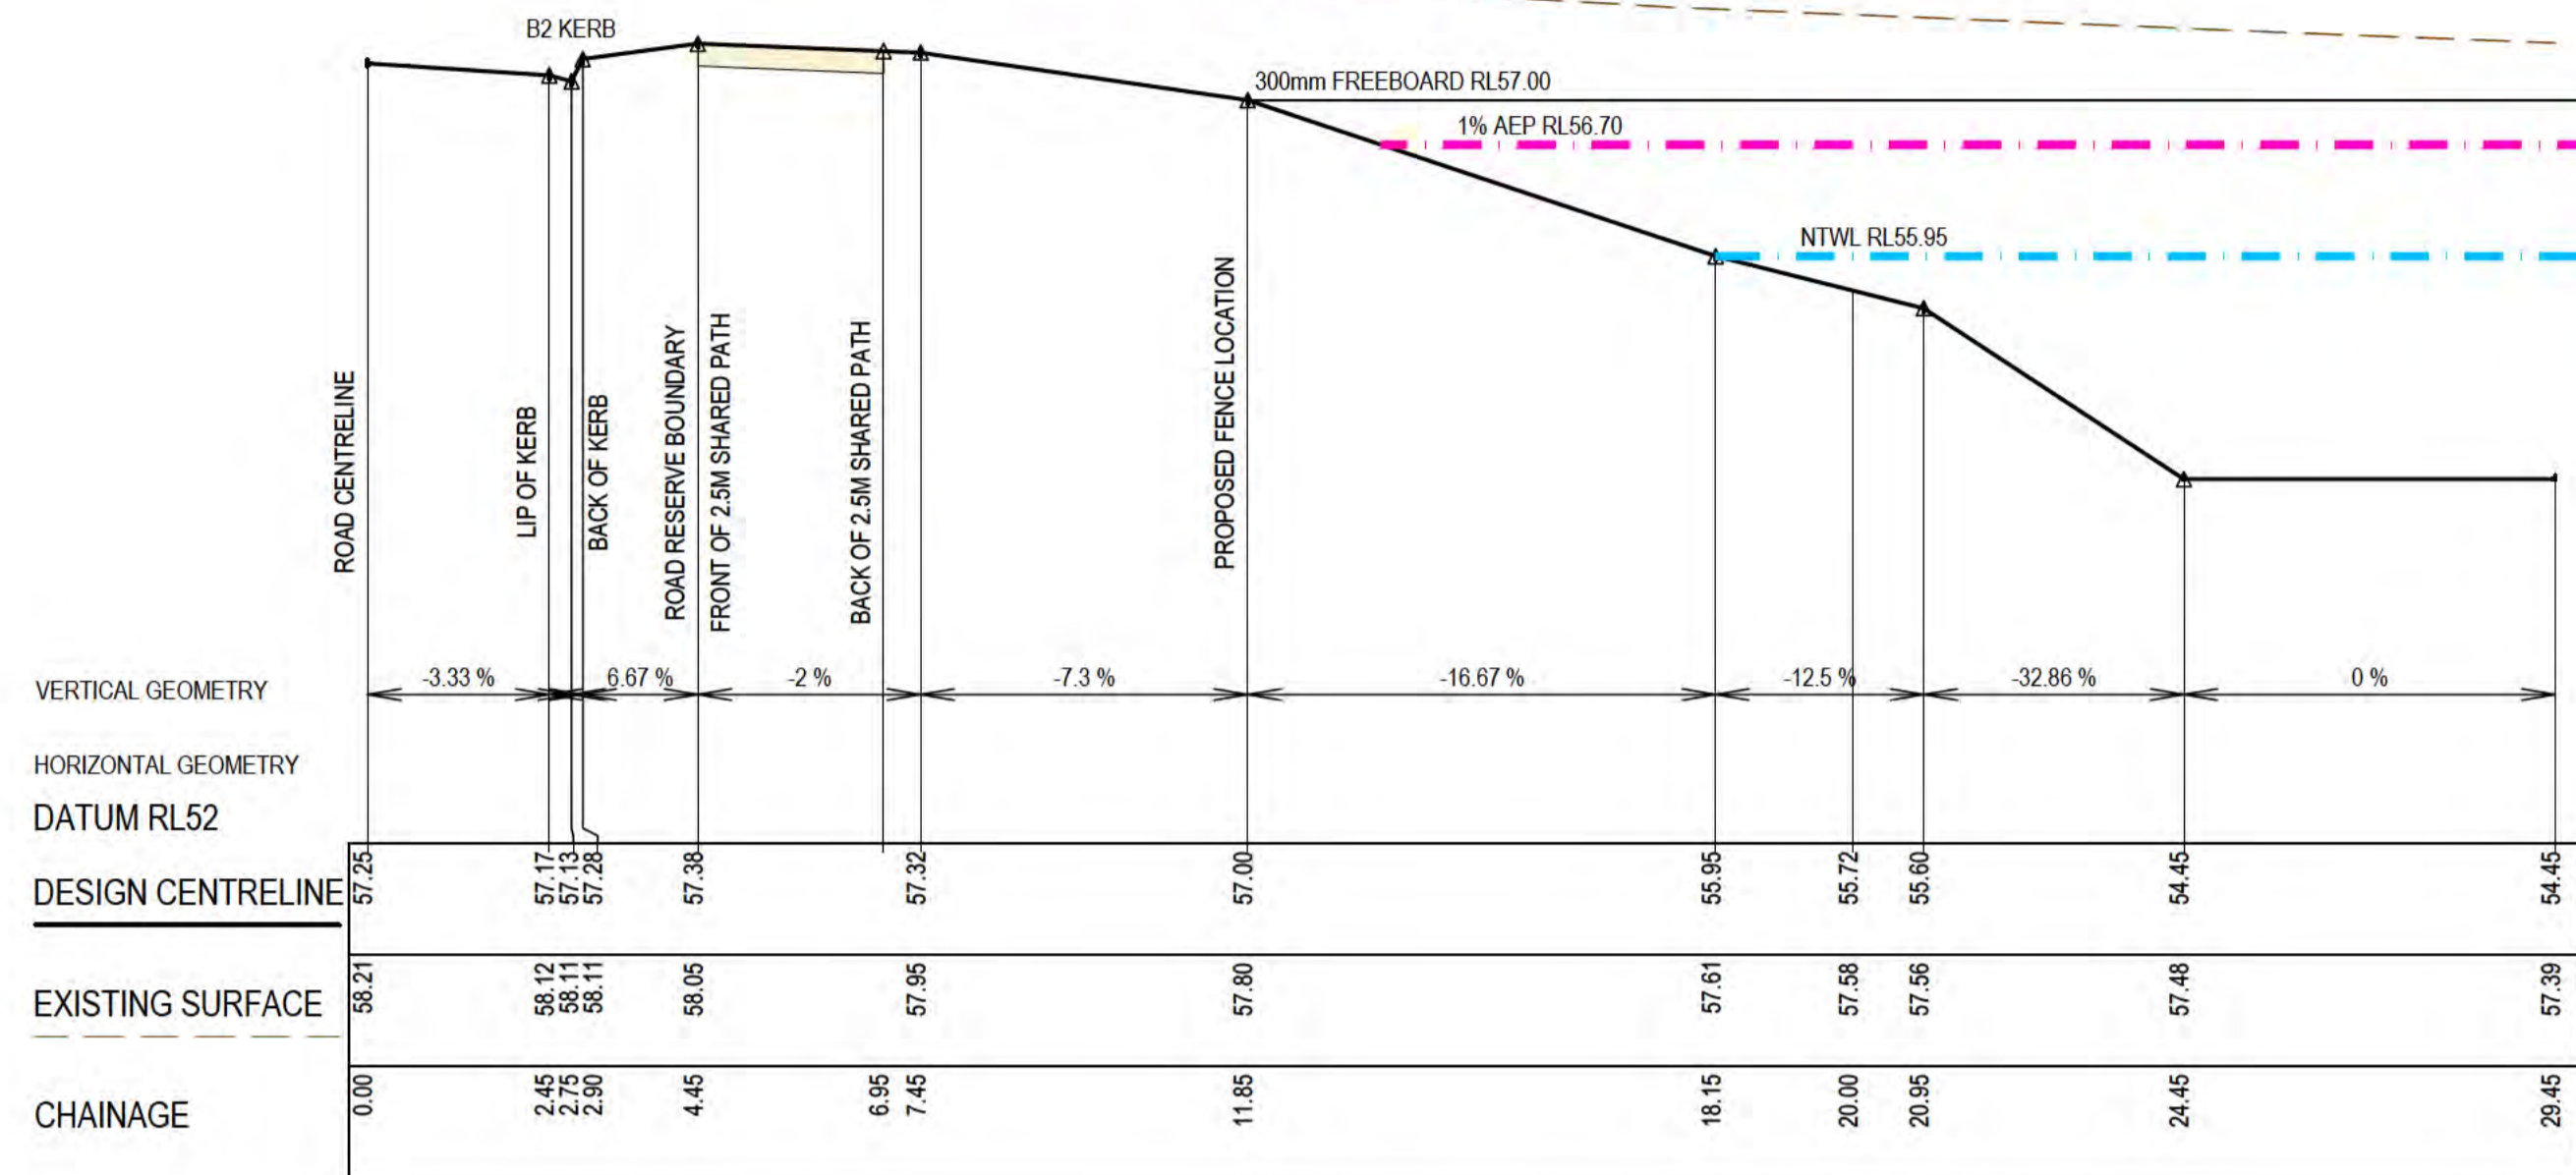 B2 KERB
300mm FREEBOARD RL57.00
1% AEP RL56.70
NTWL RL55.95
ROAD CENTRELINE
LIP OF KERB
BACK OF KERB
ROAD RESERVE BOUNDARY
FRONT OF 2.5M SHARED PATH
BACK OF 2.5M SHARED PATH
PROPOSED FENCE LOCATION
VERTICAL GEOMETRY
-3.33 % 6.67 % -2 % -7.3 % -16.67 % -12.5 % -32.86 % 0 %
HORIZONTAL GEOMETRY
DATUM RL52
DESIGN CENTRELINE 57.25 57.17 57.13 57.28 57.38 57.32 57.00 55.95 55.72 55.60 54.45 54.45
EXISTING SURFACE 58.21 58.12 58.11 58.11 58.05 57.95 57.80 57.61 57.58 57.56 57.48 57.39
CHAINAGE 0.00 2.45 2.75 2.90 4.45 6.95 7.45 11.85 18.15 20.00 20.95 24.45 29.45